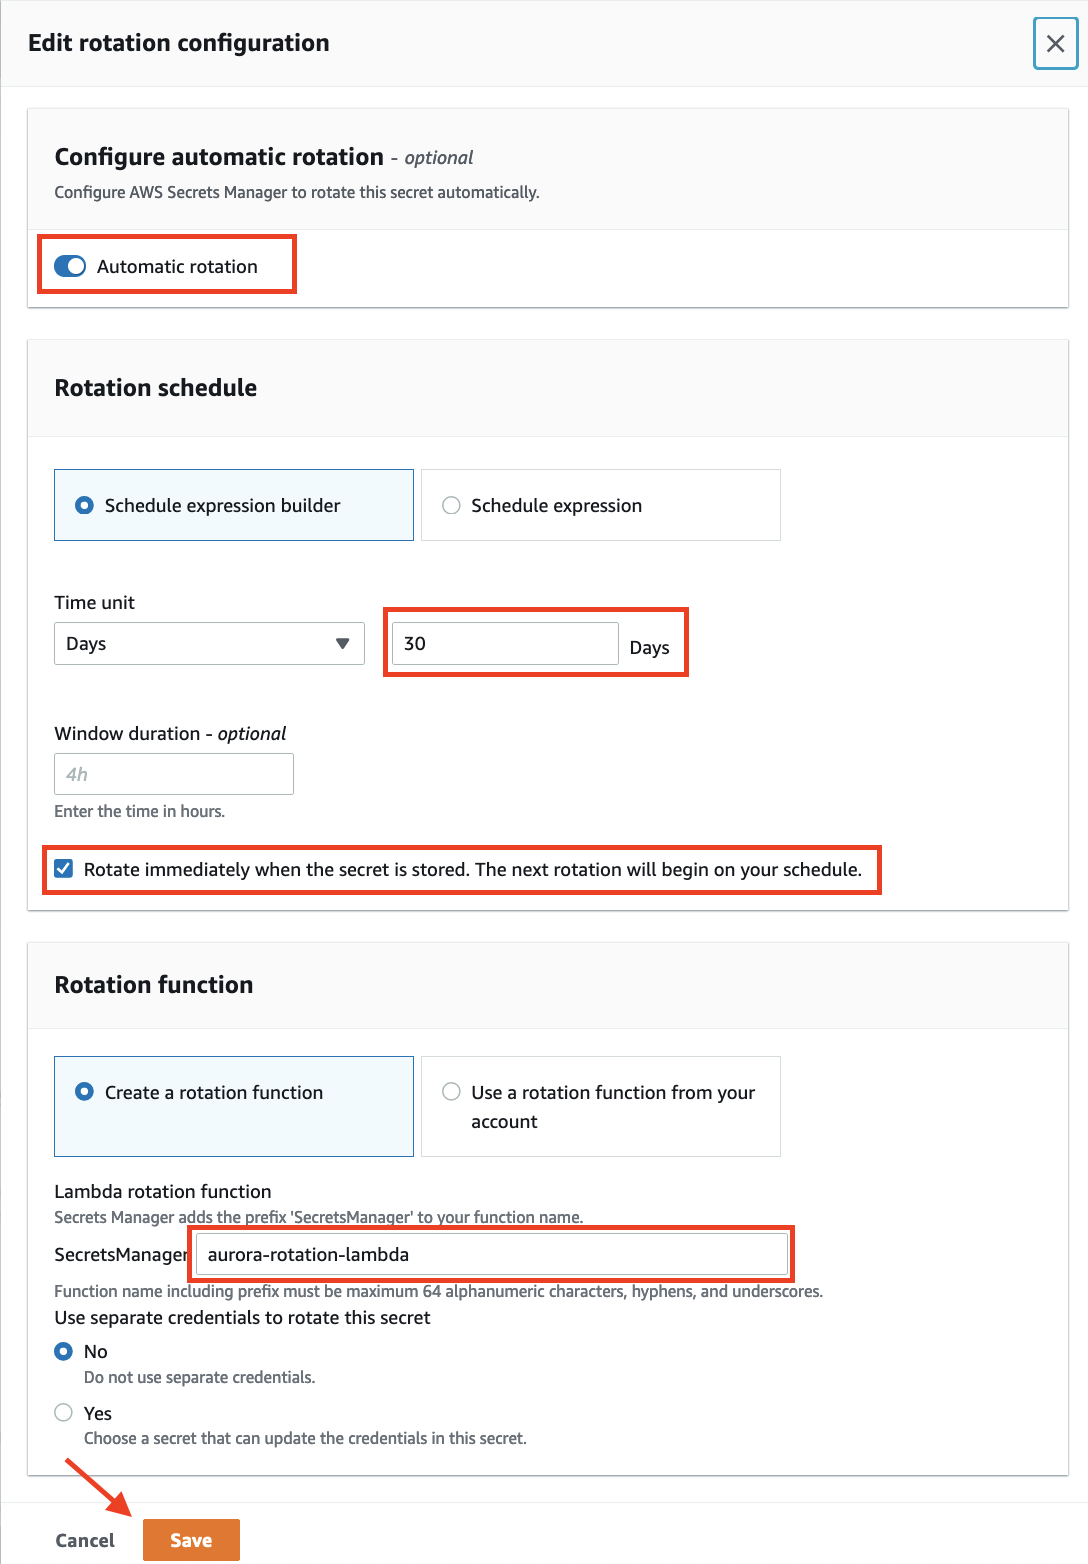 Edit rotation configuration
Configure automatic rotation - optional
Configure AWS Secrets Manager to rotate this secret automatically.
Automatic rotation
Rotation schedule
Schedule expression builder
Schedule expression
Time unit
Days
30
Days
Window duration - optional
4h
Enter the time in hours.
Rotate immediately when the secret is stored. The next rotation will begin on your schedule.
Rotation function
Create a rotation function
Use a rotation function from your
account
Lambda rotation function
Secrets Manager adds the prefix 'SecretsManager' to your function name.
SecretsManager aurora-rotation-lambda
Function name including prefix must be maximum 64 alphanumeric characters, hyphens, and underscores.
Use separate credentials to rotate this secret
No
Do not use separate credentials.
Yes
Choose a secret that can update the credentials in this secret.
Cancel
Save